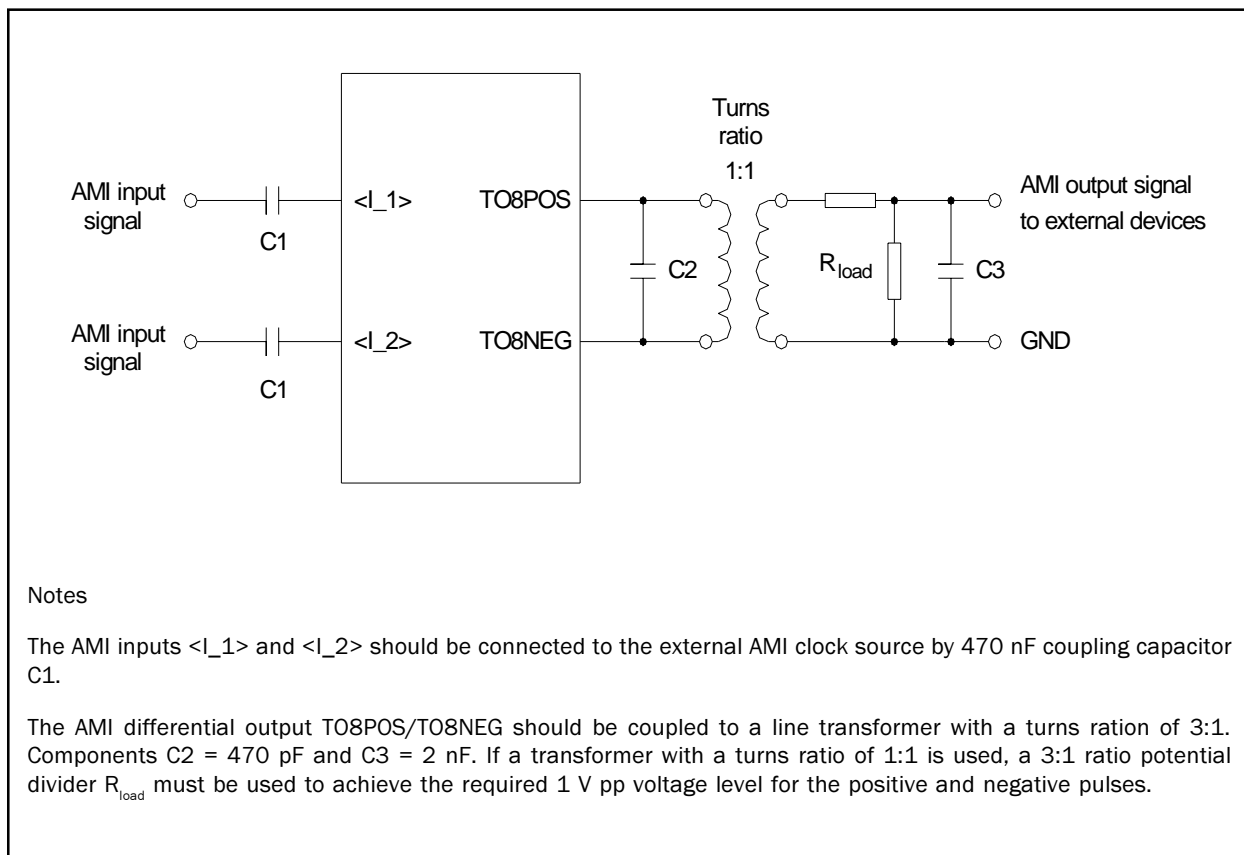 Turns
ratio
1:1
AMI input
signal
C1
<I_1>
TO8POS
C2
R_load
C3
AMI output signal
to external devices
AMI input
signal
C1
<I_2>
TO8NEG
GND
Notes
The AMI inputs <I_1> and <I_2> should be connected to the external AMI clock source by 470 nF coupling capacitor
C1.
The AMI differential output TO8POS/TO8NEG should be coupled to a line transformer with a turns ration of 3:1.
Components C2 = 470 pF and C3 = 2 nF. If a transformer with a turns ratio of 1:1 is used, a 3:1 ratio potential
divider R_load must be used to achieve the required 1 V pp voltage level for the positive and negative pulses.